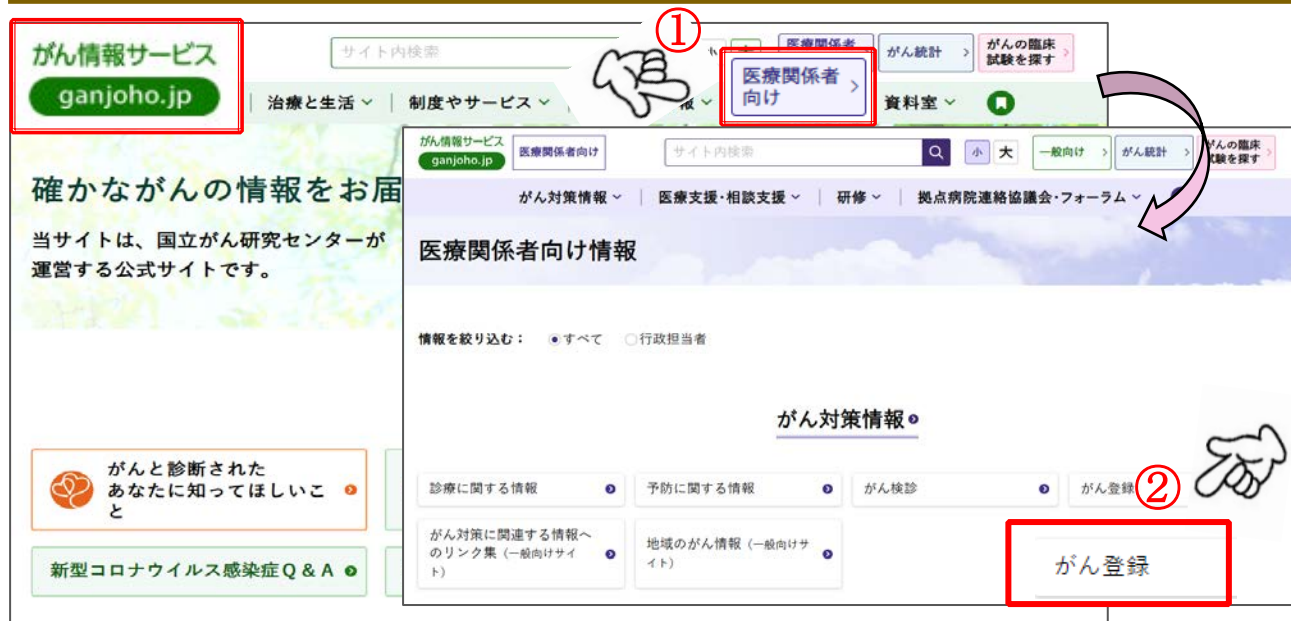 がん情報サービス
ganjoho.jp
サイト内検索
①
医療関係者
医療関係者
向け
がん統計
がんの臨床
試験を探す
治療と生活
制度やサービス
報
資料室
確かながんの情報をお届
当サイトは、国立がん研究センターが
運営する公式サイトです。
がんと診断された
あなたに知ってほしいこ
と
新型コロナウイルス感染症Q&A
がん情報サービス
ganjoho.jp
医療関係者向け
サイト内検索
小
大
一般向け
がん統計
がんの臨床
試験を探す
がん対策情報
医療支援・相談支援
研修
拠点病院連絡協議会・フォーラム
医療関係者向け情報
情報を絞り込む：
すべて
行政担当者
がん対策情報
診療に関する情報
予防に関する情報
がん検診
がん登録
②
がん対策に関連する情報へ
のリンク集（一般向けサイ
ト）
地域のがん情報（一般向けサ
イト）
がん登録